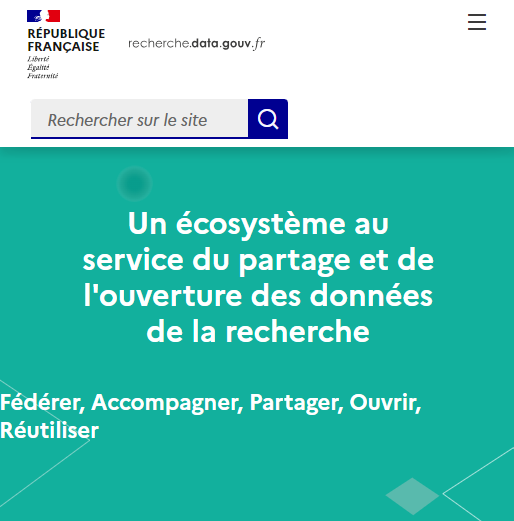 RÉPUBLIQUE
FRANÇAISE
Liberté
Égalité
Fraternité
recherche.data.gouv.fr
Rechercher sur le site
Un écosystème au
service du partage et de
l'ouverture des données
de la recherche
Fédérer, Accompagner, Partager, Ouvrir,
Réutiliser